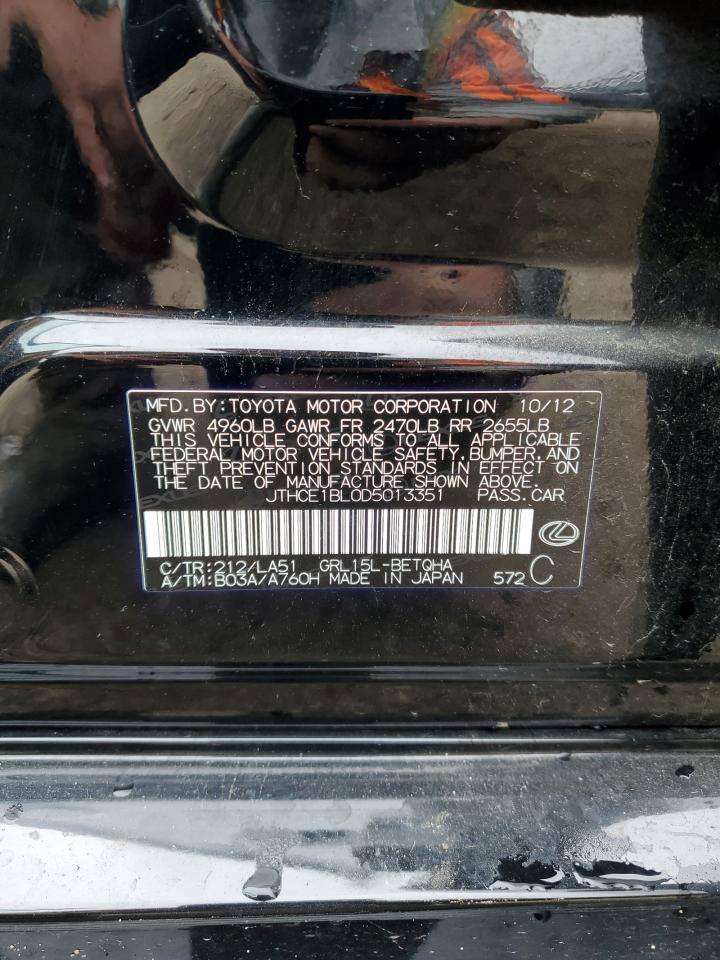 MFD.BY:TOYOTA MOTOR CORPORATION 10/12
GVWR 4960LB GAWR FR 2470LB RR 2655LB
THIS VEHICLE CONFORMS TO ALL APPLICABLE
FEDERAL MOTOR VEHICLE SAFETY,BUMPER,AND
THEFT PREVENTION STANDARDS IN EFFECT ON
THE DATE OF MANUFACTURE SHOWN ABOVE.
JTHCE1BL0D5013351 PASS.CAR
C/TR:212/LA51 GRL15L-BETQHA
A/TM:B03A/A760H MADE IN JAPAN 572 C